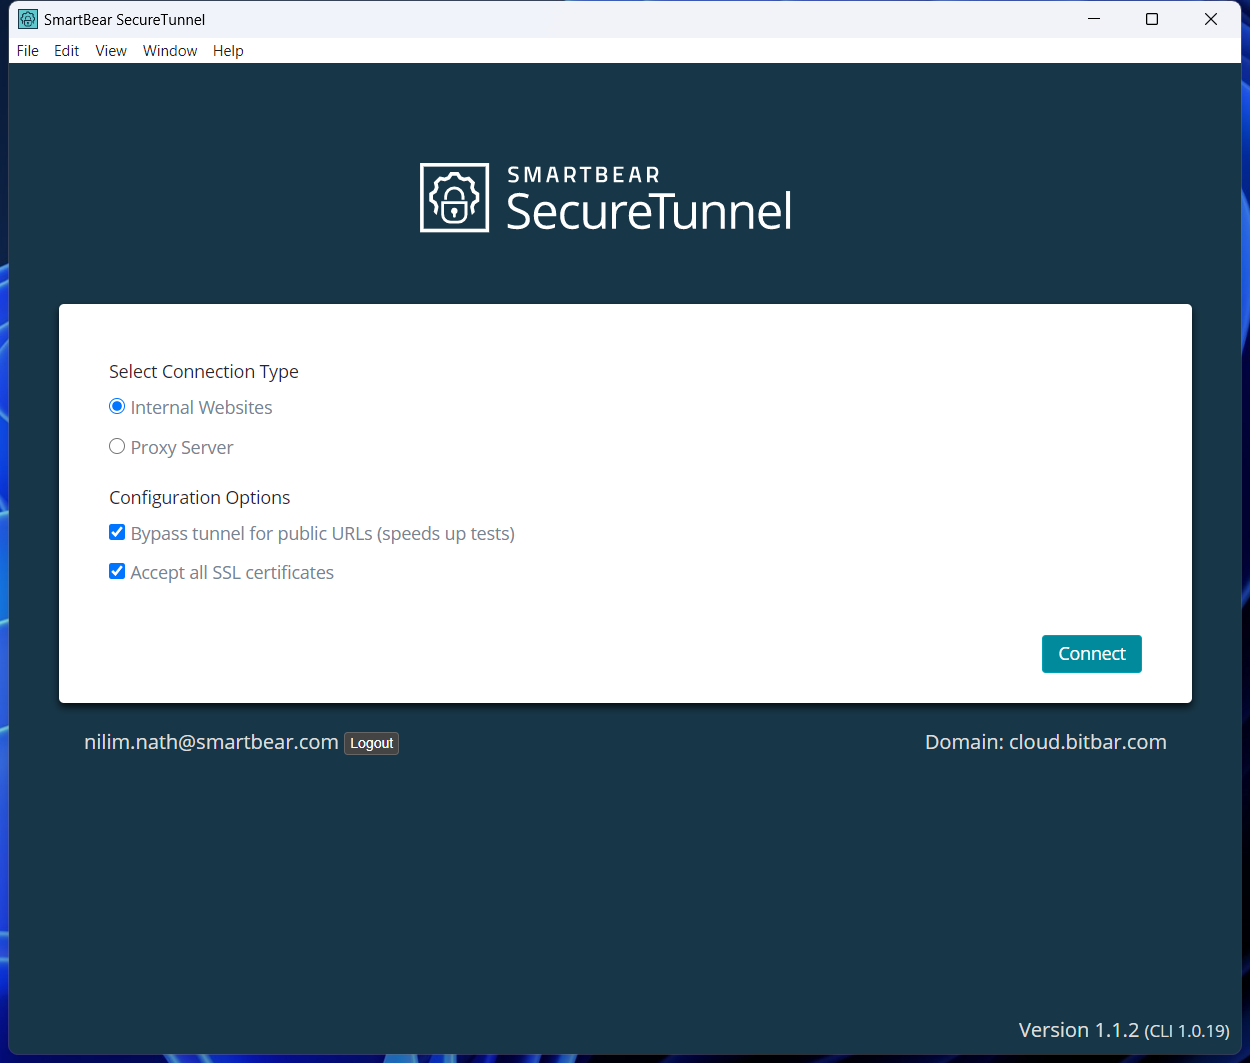 SmartBear SecureTunnel
File Edit View Window Help
SMARTBEAR
SecureTunnel
Select Connection Type
Internal Websites
Proxy Server
Configuration Options
Bypass tunnel for public URLs (speeds up tests)
Accept all SSL certificates
Connect
nilim.nath@smartbear.com Logout Domain: cloud.bitbar.com
Version 1.1.2 (CLI 1.0.19)